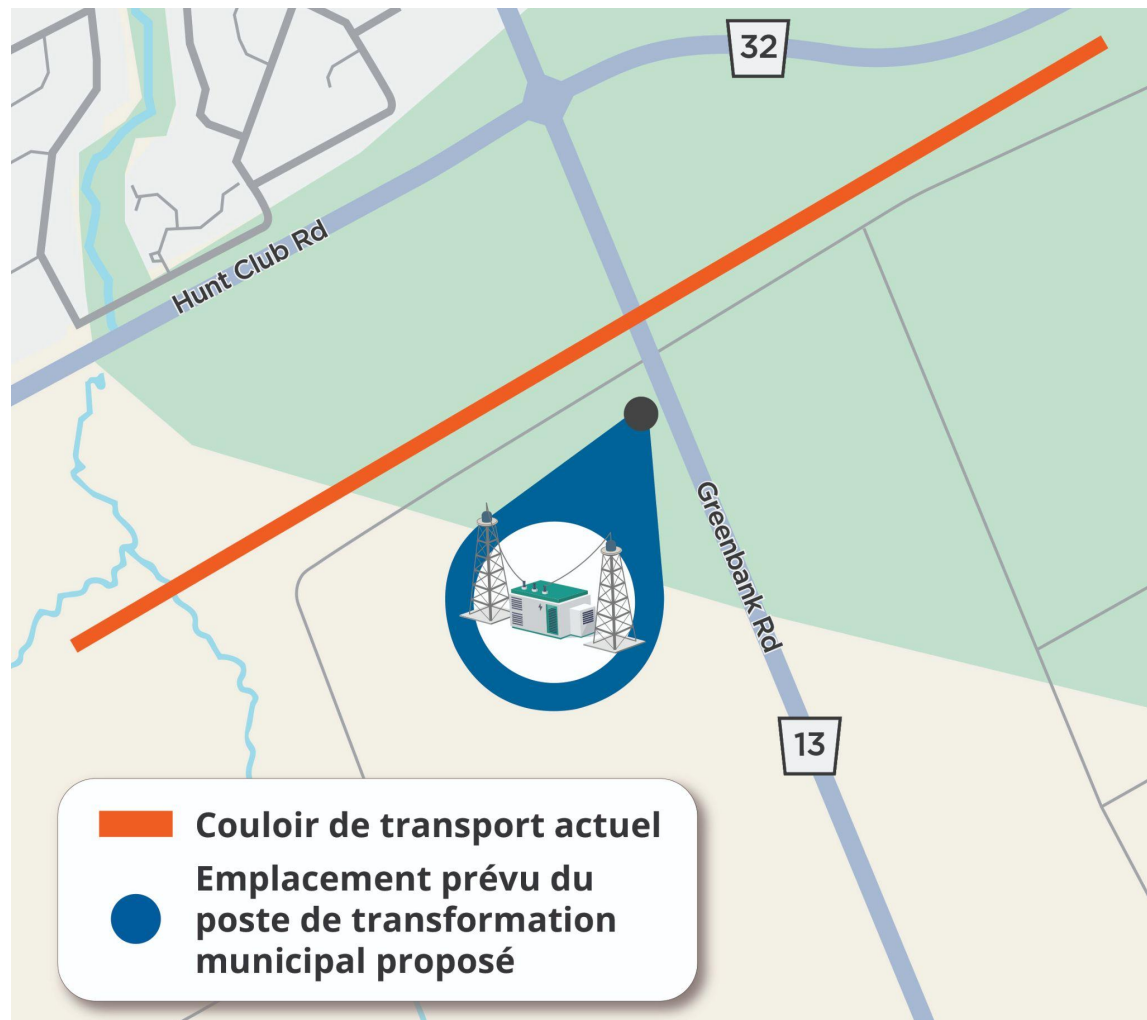 32
Hunt Club Rd
Greenbank Rd
13
Couloir de transport actuel
Emplacement prévu du
poste de transformation
municipal proposé